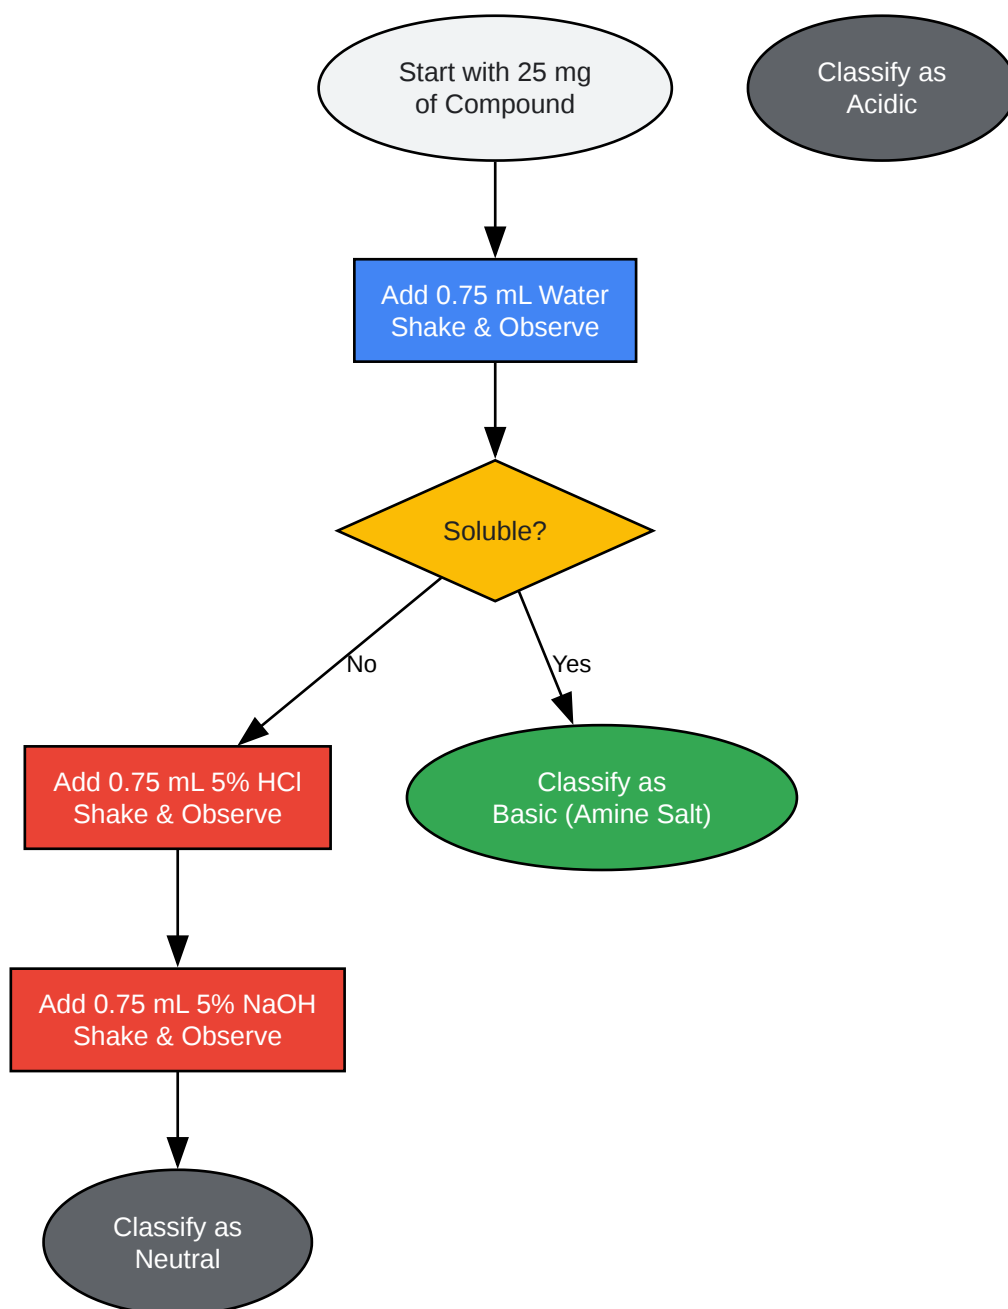 Start with 25 mg
of Compound
Classify as
Acidic
Add 0.75 mL Water
Shake & Observe
Soluble?
No
Yes
Add 0.75 mL 5% HCl
Shake & Observe
Classify as
Basic (Amine Salt)
Add 0.75 mL 5% NaOH
Shake & Observe
Classify as
Neutral